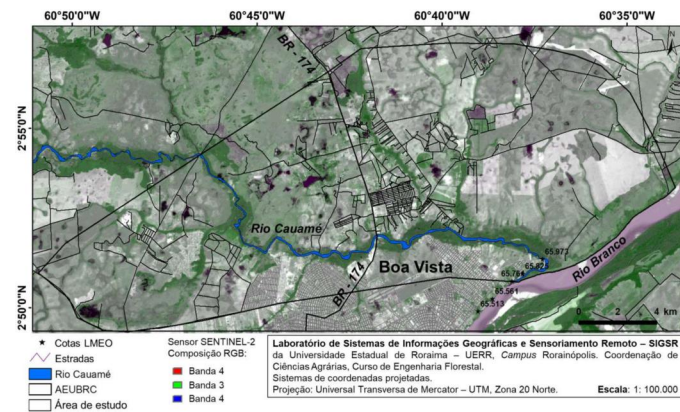 60°50'0"W 60°45'0"W 60°40'0"W 60°35'0"W
2°55'0"N
2°50'0"N
BR - 174
Rio Cauamé
Boa Vista
BR - 174
Rio Branco
65.561
65.513
0 2 4 km
Cotas LMEO
Estradas
Rio Cauamé
AEUBRC
Área de estudo
Sensor SENTINEL-2
Composição RGB:
Banda 4
Banda 3
Banda 4
Laboratório de Sistemas de Informações Geográficas e Sensoriamento Remoto – SIGSR
da Universidade Estadual de Roraima – UERR, Campus Rorainópolis. Coordenação de
Ciências Agrárias, Curso de Engenharia Florestal.
Sistemas de coordenadas projetadas.
Projeção: Universal Transversa de Mercator – UTM, Zona 20 Norte. Escala: 1: 100.000